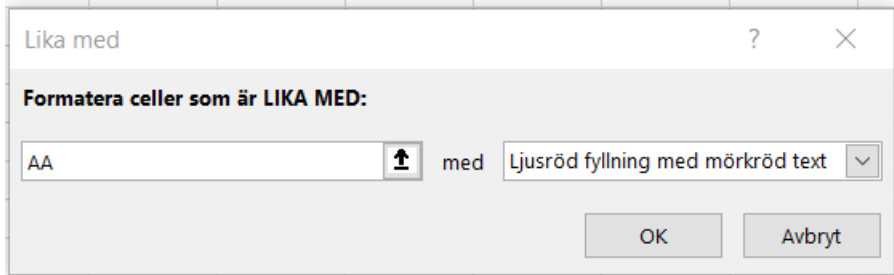 Lika med ?
Formatera celler som är LIKA MED:
AA med Ljusröd fyllning med mörkröd text
OK Avbryt